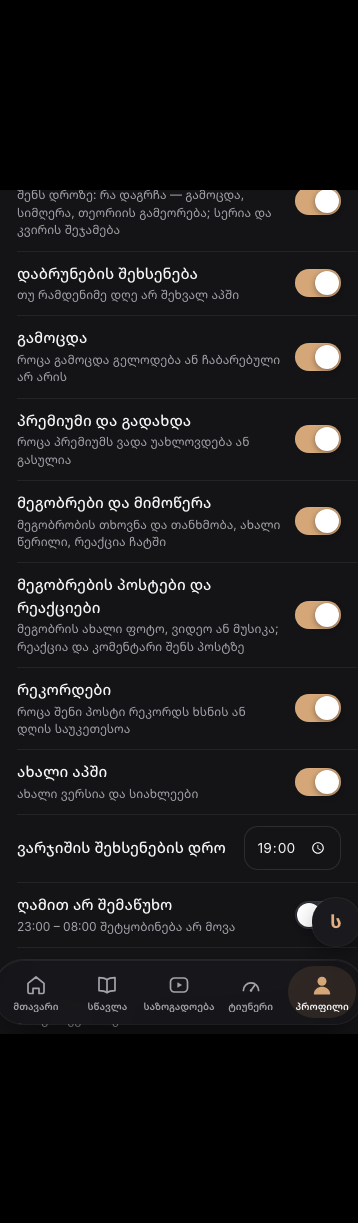 შენს დროზე: რა დაგრჩა — გამოცდა,
სიმღერა, თეორიის გამეორება; სერია და
კვირის შეჯამება
დაბრუნების შეხსენება
თუ რამდენიმე დღე არ შეხვალ აპში
გამოცდა
როცა გამოცდა გელოდება ან ჩაბარებული
არ არის
პრემიუმი და გადახდა
როცა პრემიუმს ვადა უახლოვდება ან
გასულია
მეგობრები და მიმოწერა
მეგობრობის თხოვნა და თანხმობა, ახალი
წერილი, რეაქცია ჩატში
მეგობრების პოსტები და
რეაქციები
მეგობრის ახალი ფოტო, ვიდეო ან მუსიკა;
რეაქცია და კომენტარი შენს პოსტზე
რეკორდები
როცა შენი პოსტი რეკორდს ხსნის ან
დღის საუკეთესოა
ახალი აპში
ახალი ვერსია და სიახლეები
ვარჯიშის შეხსენების დრო 19:00
ღამით არ შემაწუხო
23:00 – 08:00 შეტყობინება არ მოვა
ს
მთავარი სწავლა საზოგადოება ტიუნერი პროფილი